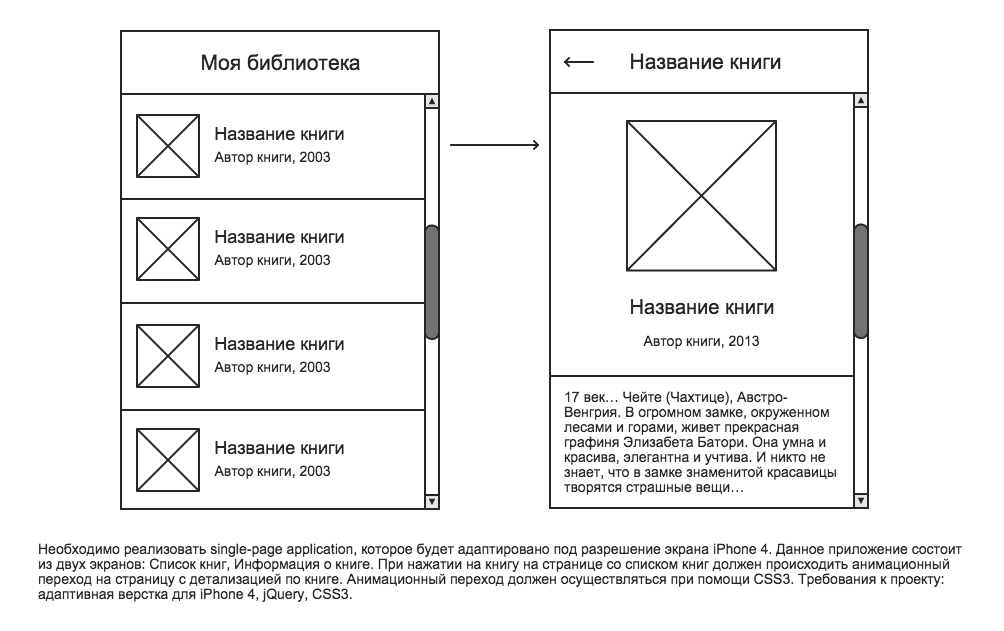 Моя библиотека
Название книги
Автор книги, 2003
Название книги
Автор книги, 2003
Название книги
Автор книги, 2003
Название книги
Автор книги, 2003
Название книги
Название книги
Автор книги, 2013
17 век... Чейте (Чахтице), Австро-
Венгрия. В огромном замке, окруженном
лесами и горами, живет прекрасная
графиня Элизабета Батори. Она умна и
красива, элегантна и учтива. И никто не
знает, что в замке знаменитой красавицы
творятся страшные вещи...
Необходимо реализовать single-page application, которое будет адаптировано под разрешение экрана iPhone 4. Данное приложение состоит
из двух экранов: Список книг, Информация о книге. При нажатии на книгу на странице со списком книг должен происходить анимационный
переход на страницу с детализацией по книге. Анимационный переход должен осуществляться при помощи CSS3. Требования к проекту:
адаптивная верстка для iPhone 4, jQuery, CSS3.